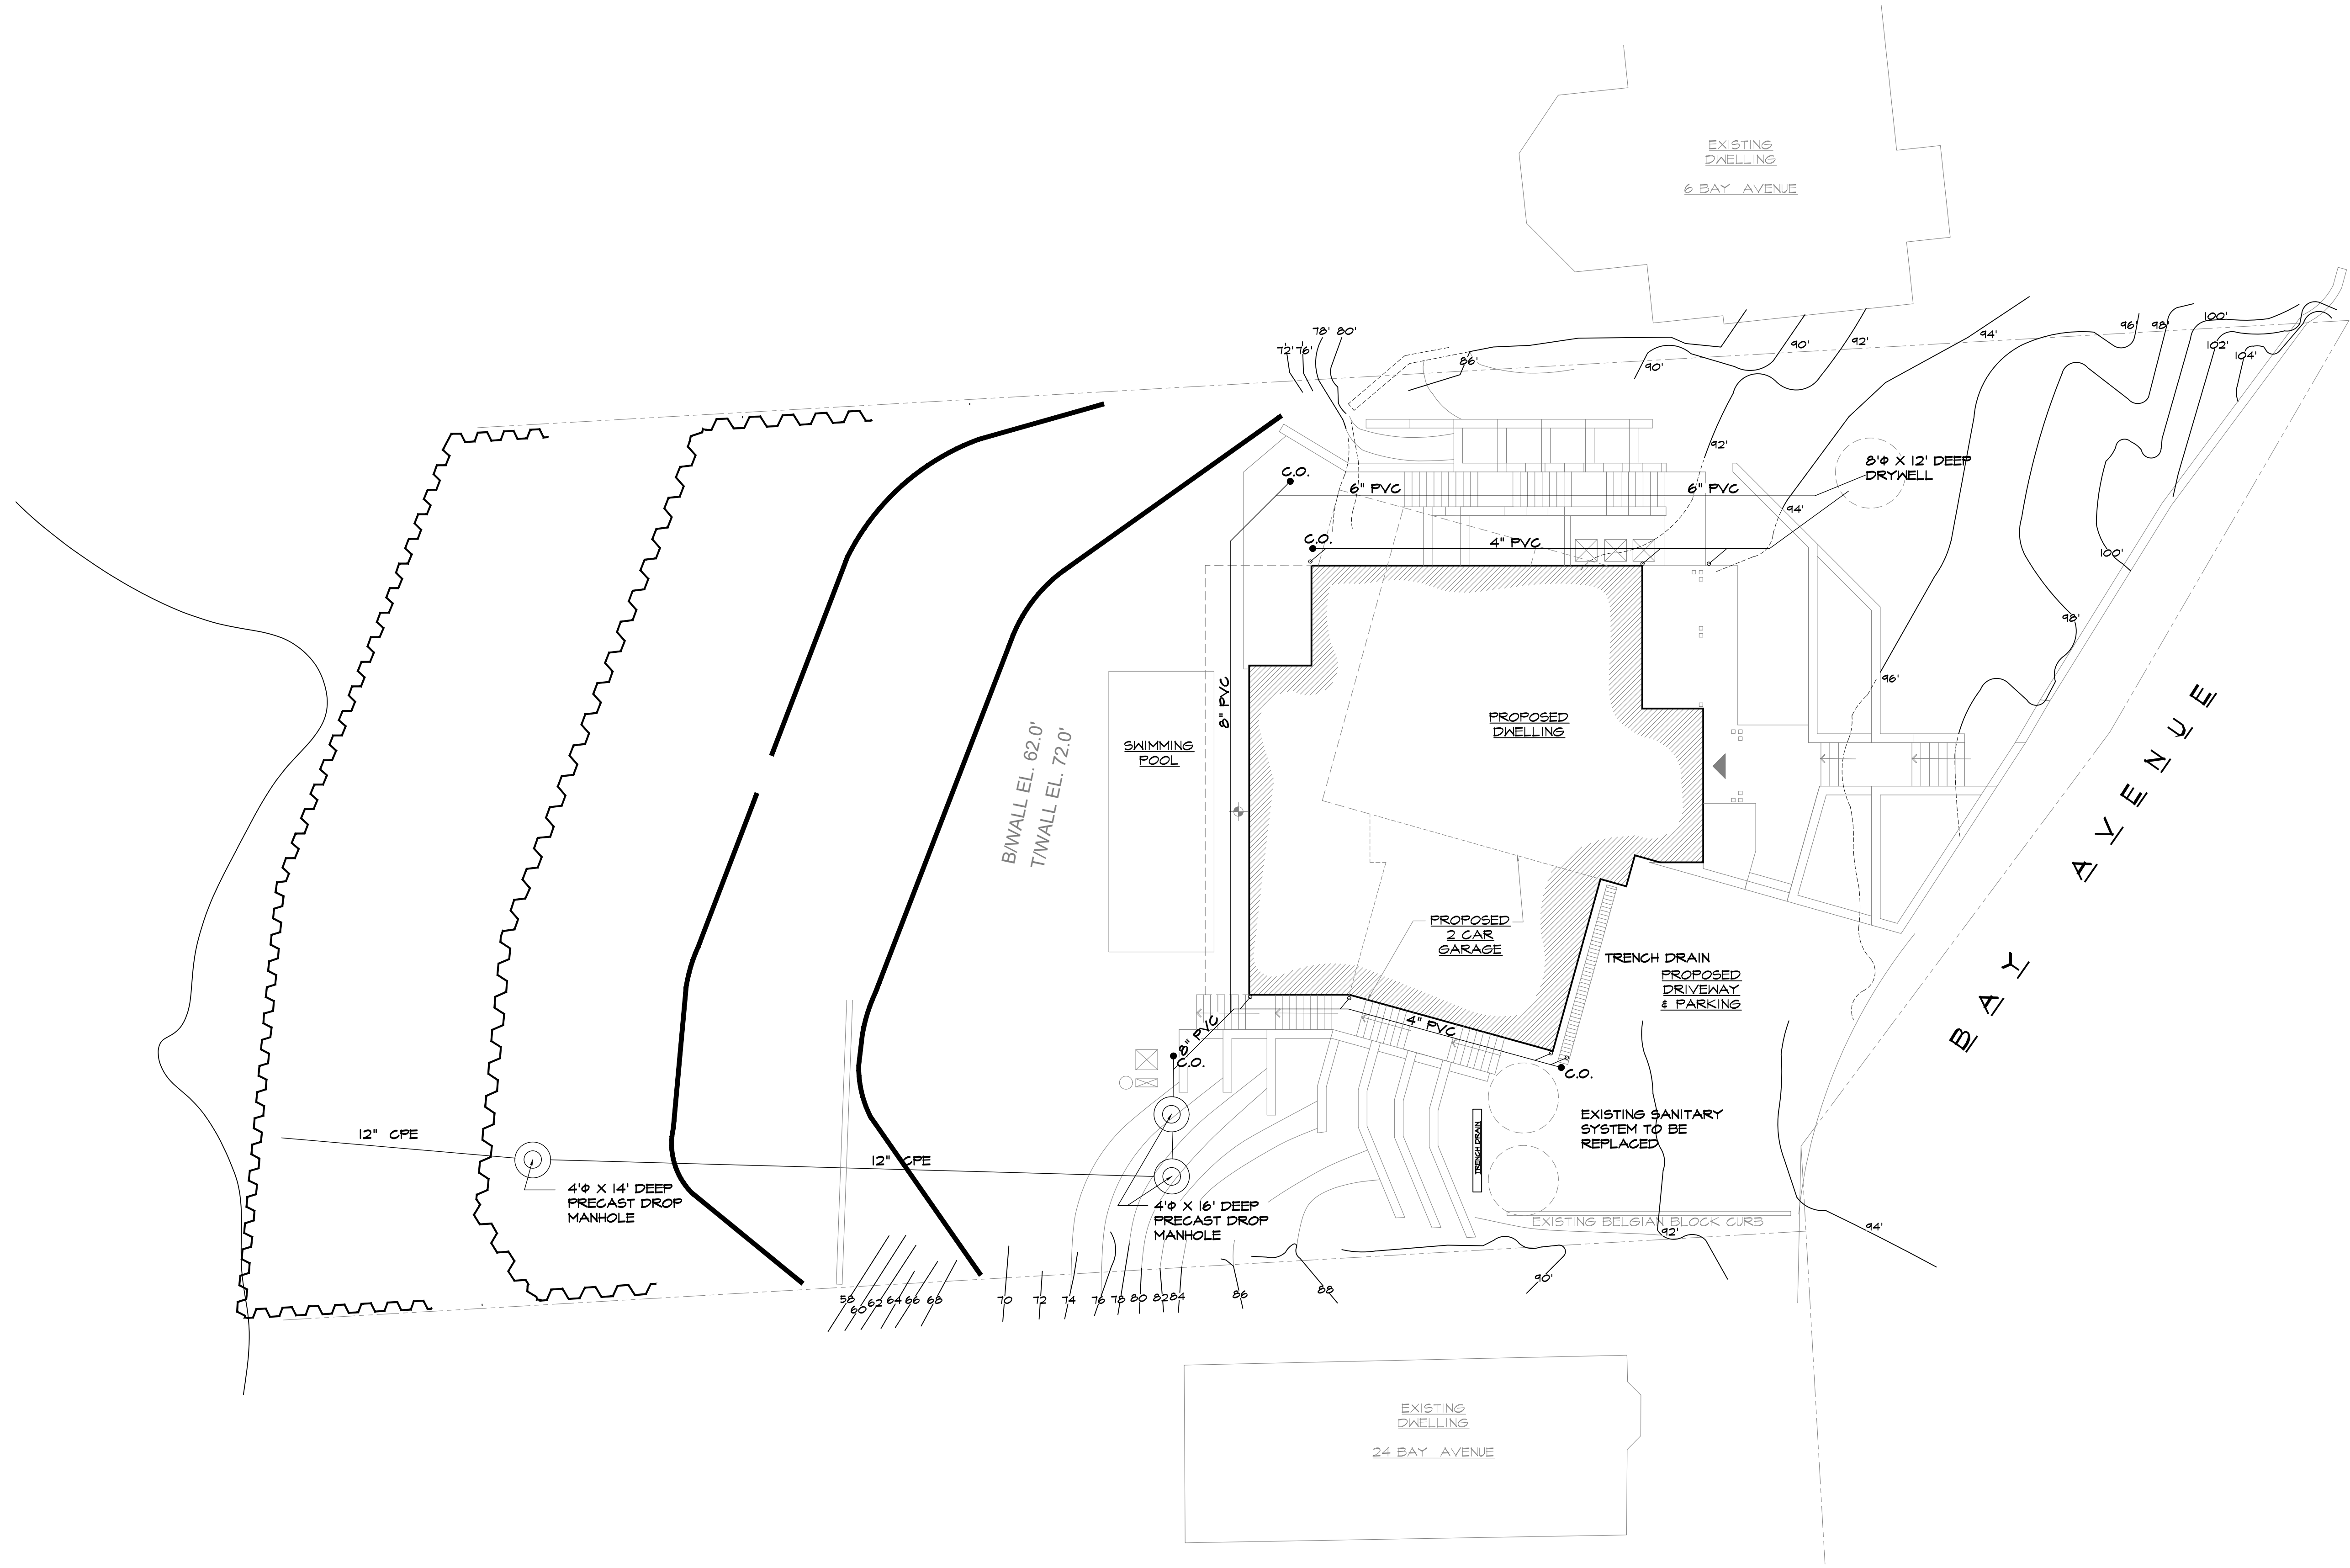 EXISTING
DWELLING
6 BAY AVENUE
78' 80'
72' 76'
86'
90'
90'
92'
94'
96'
98'
100'
102'
104'
92'
94'
C.O.
6" PVC
6" PVC
8'Φ X 12' DEEP
DRYWELL
C.O.
4" PVC
100'
98'
96'
8" PVC
SWIMMING
POOL
PROPOSED
DWELLING
B/WALL EL. 62.0'
T/WALL EL. 72.0'
BAY AVENUE
PROPOSED
2 CAR
GARAGE
TRENCH DRAIN
PROPOSED
DRIVEWAY
& PARKING
8" PVC
4" PVC
C.O.
C.O.
EXISTING SANITARY
SYSTEM TO BE
REPLACED
TRENCH DRAIN
12" CPE
12" CPE
4'Φ X 14' DEEP
PRECAST DROP
MANHOLE
4'Φ X 16' DEEP
PRECAST DROP
MANHOLE
EXISTING BELGIAN BLOCK CURB
92'
94'
58
60
62
64
66
68
70
72
74
76
78
80
82
84
86
88
90'
EXISTING
DWELLING
24 BAY AVENUE